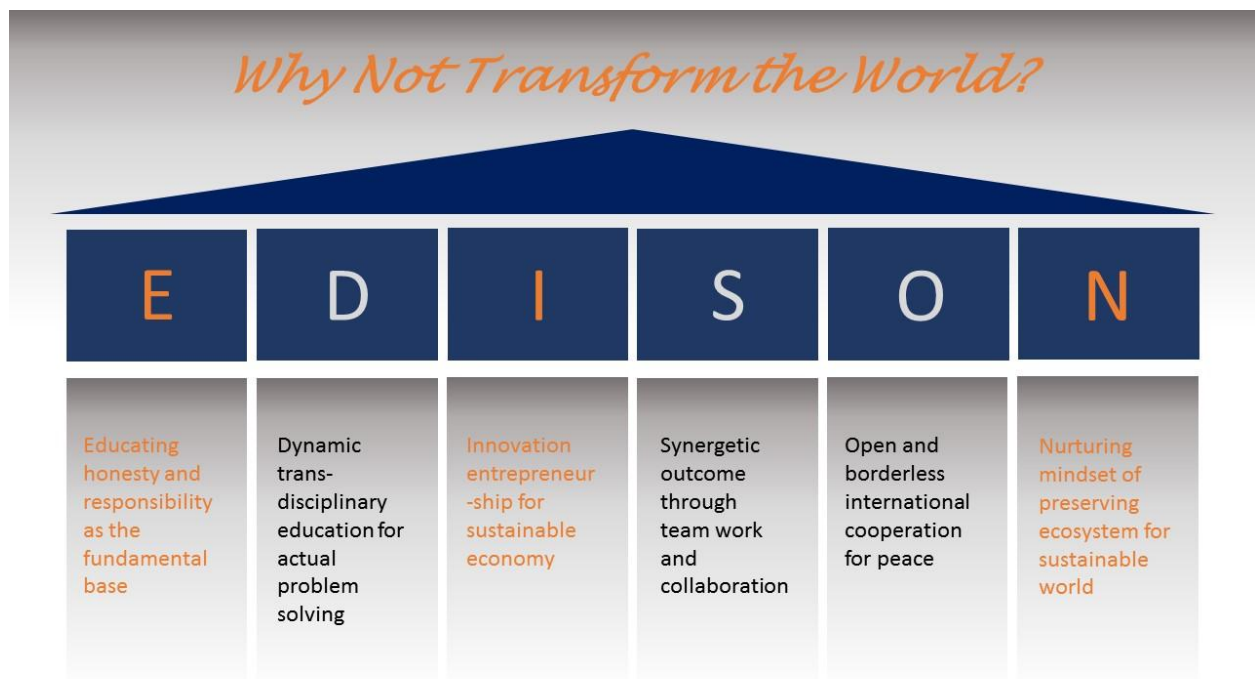 Why Not Transform the World?
E
D
I
S
O
N
Educating
honesty and
responsibility
as the
fundamental
base
Dynamic
trans-
disciplinary
education for
actual
problem
solving
Innovation
entrepreneur
-ship for
sustainable
economy
Synergetic
outcome
through
team work
and
collaboration
Open and
borderless
international
cooperation
for peace
Nurturing
mindset of
preserving
ecosystem for
sustainable
world